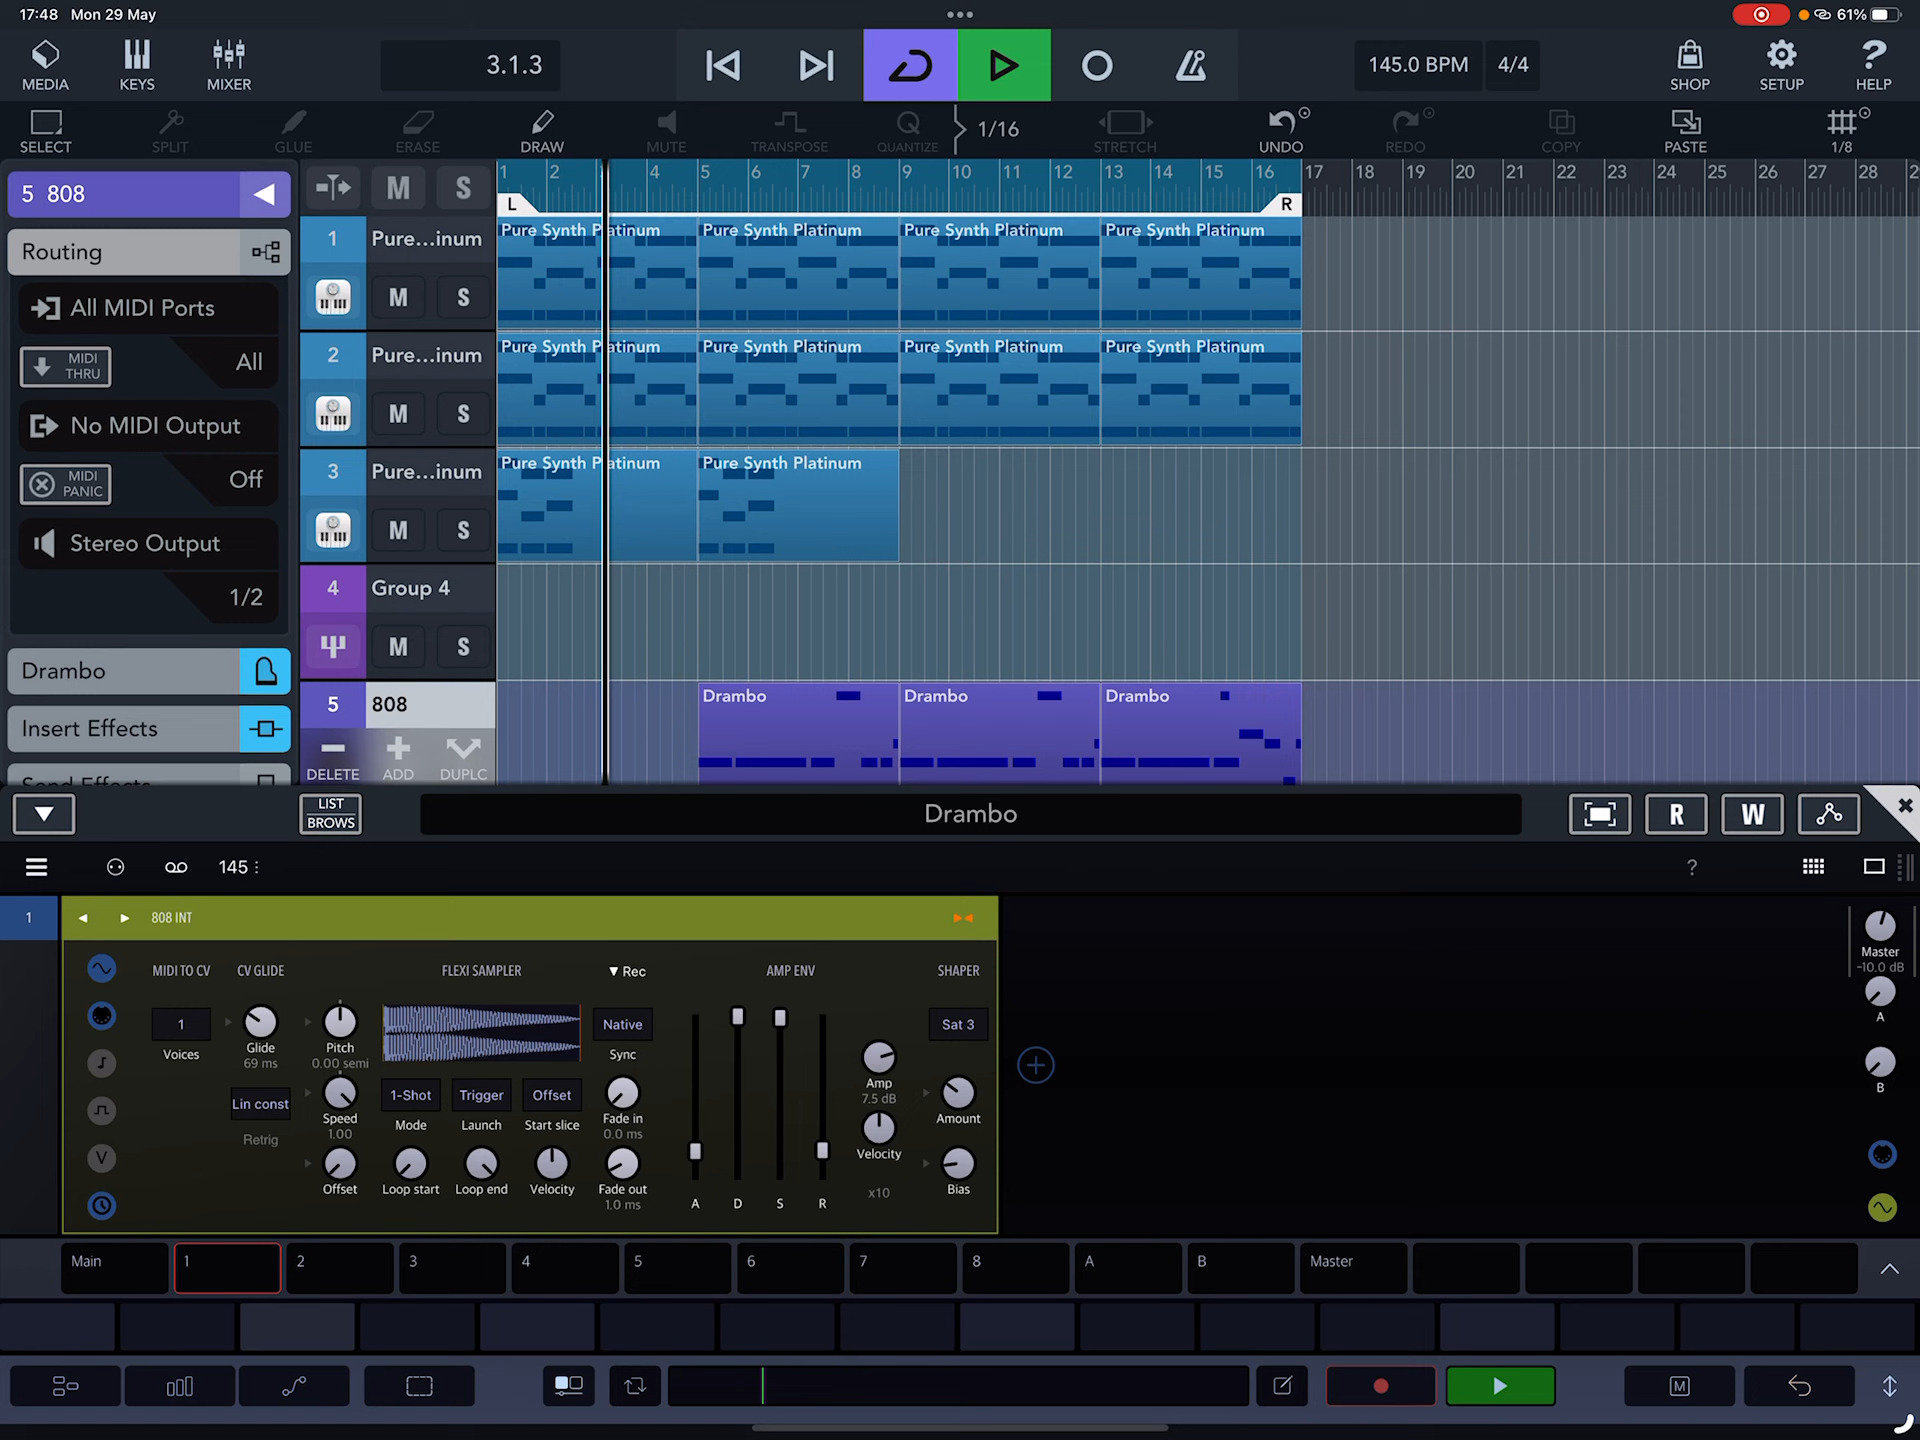 17:48 Mon 29 May
61%
MEDIA
KEYS
MIXER
3.1.3
145.0 BPM
4/4
SHOP
SETUP
HELP
SELECT
SPLIT
GLUE
ERASE
DRAW
MUTE
TRANSPOSE
Q
QUANTIZE
1/16
STRETCH
UNDO
REDO
COPY
PASTE
1/8
5 808
M
S
1 2 4 5 6 7 8 9 10 11 12 13 14 15 16 17 18 19 20 21 22 23 24 25 26 27 28
L
R
Routing
All MIDI Ports
MIDI THRU
All
No MIDI Output
MIDI PANIC
Off
Stereo Output
1/2
Drambo
Insert Effects
Send Effects
1
Pure...inum
M
S
Pure Synth Platinum
Pure Synth Platinum
Pure Synth Platinum
Pure Synth Platinum
2
Pure...inum
M
S
Pure Synth Platinum
Pure Synth Platinum
Pure Synth Platinum
Pure Synth Platinum
3
Pure...inum
M
S
Pure Synth Platinum
Pure Synth Platinum
4
Group 4
M
S
5
808
Drambo
Drambo
Drambo
DELETE
ADD
DUPLC
LIST
BROWS
Drambo
R
W
145
?
1
808 INT
MIDI TO CV
CV GLIDE
FLEXI SAMPLER
Rec
AMP ENV
SHAPER
1
Voices
Glide
69 ms
Lin const
Retrig
Pitch
0.00 semi
Speed
1.00
Offset
1-Shot
Mode
Trigger
Launch
Offset
Start slice
Loop start
Loop end
Velocity
Native
Sync
Fade in
0.0 ms
Fade out
1.0 ms
A
D
S
R
Amp
7.5 dB
Velocity
x10
Sat 3
Amount
Bias
V
Master
-10.0 dB
A
B
Main
1
2
3
4
5
6
7
8
A
B
Master
M